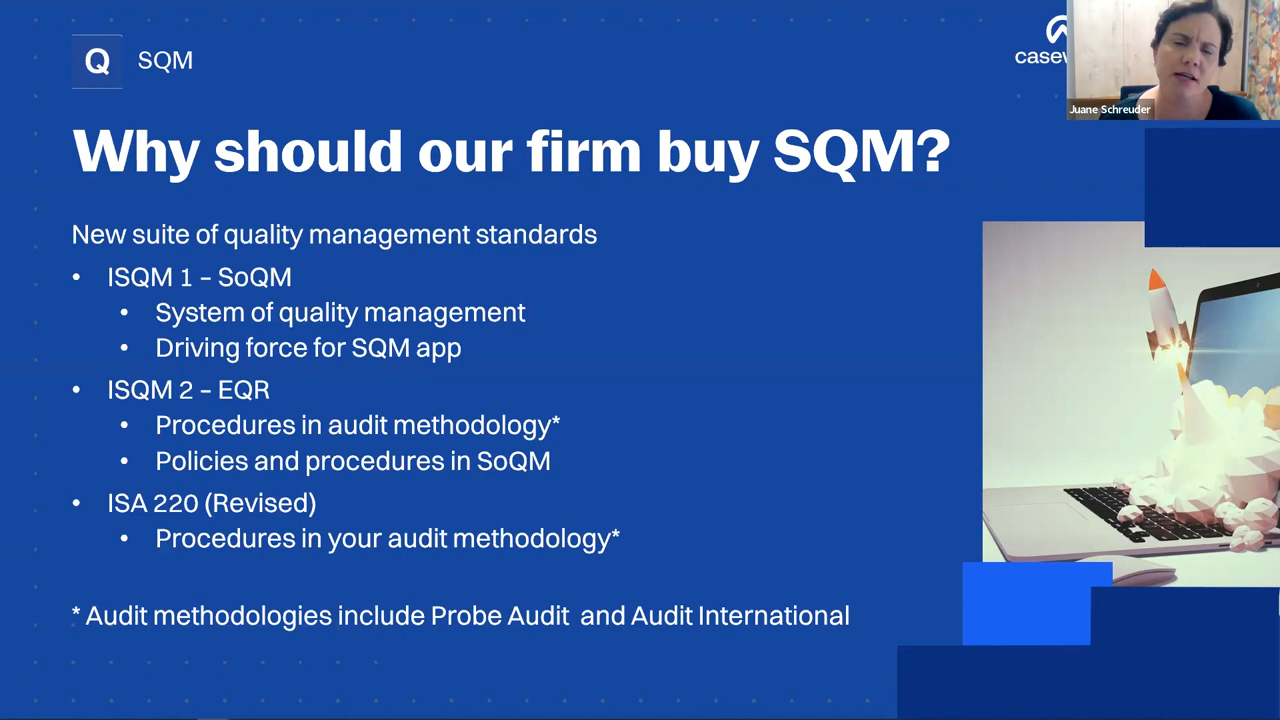 Q SQM
casew
Juane Schreuder
Why should our firm buy SQM?
New suite of quality management standards
• ISQM 1 – SoQM
• System of quality management
• Driving force for SQM app
• ISQM 2 – EQR
• Procedures in audit methodology*
• Policies and procedures in SoQM
• ISA 220 (Revised)
• Procedures in your audit methodology*
* Audit methodologies include Probe Audit and Audit International